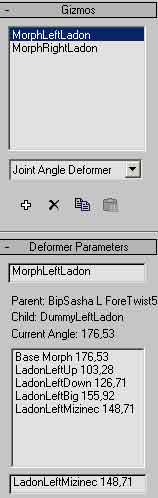 Gizmos
MorphLeftLadon
MorphRightLadon
Joint Angle Deformer
Deformer Parameters
MorphLeftLadon
Parent: BipSasha L ForeTwist5
Child: DummyLeftLadon
Current Angle: 176,53
Base Morph 176,53
LadonLeftUp 103,28
LadonLeftDown 126,71
LadonLeftBig 155,92
LadonLeftMizinec 148,71
LadonLeftMizinec 148,71